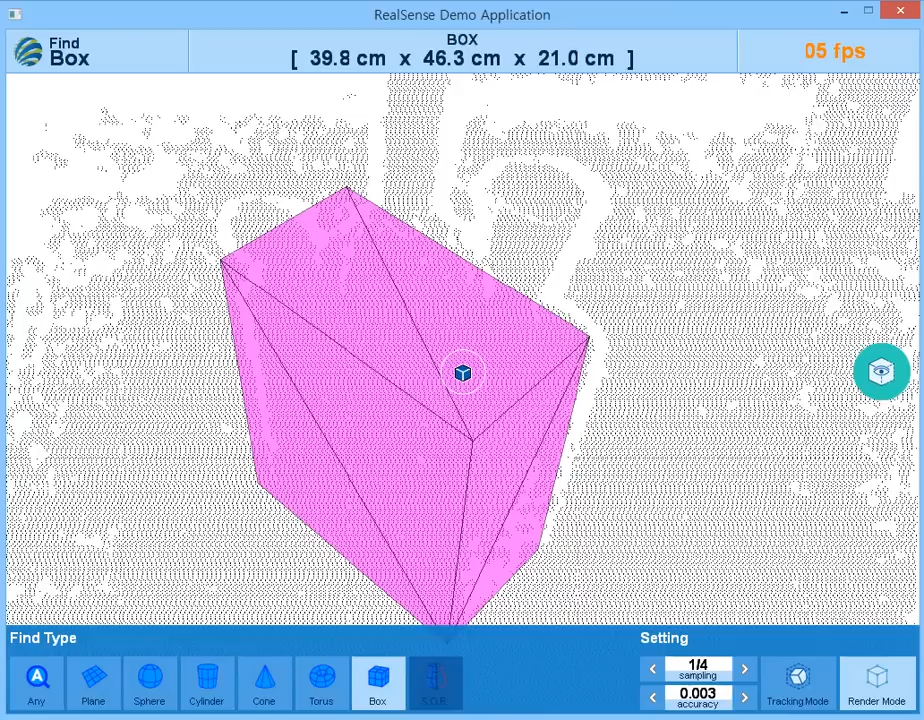 RealSense Demo Application
Find
Box
BOX
[ 39.8 cm x 46.3 cm x 21.0 cm ]
05 fps
Find Type
Setting
Any
Plane
Sphere
Cylinder
Cone
Torus
Box
S.O.R.
1/4
sampling
0.003
accuracy
Tracking Mode
Render Mode